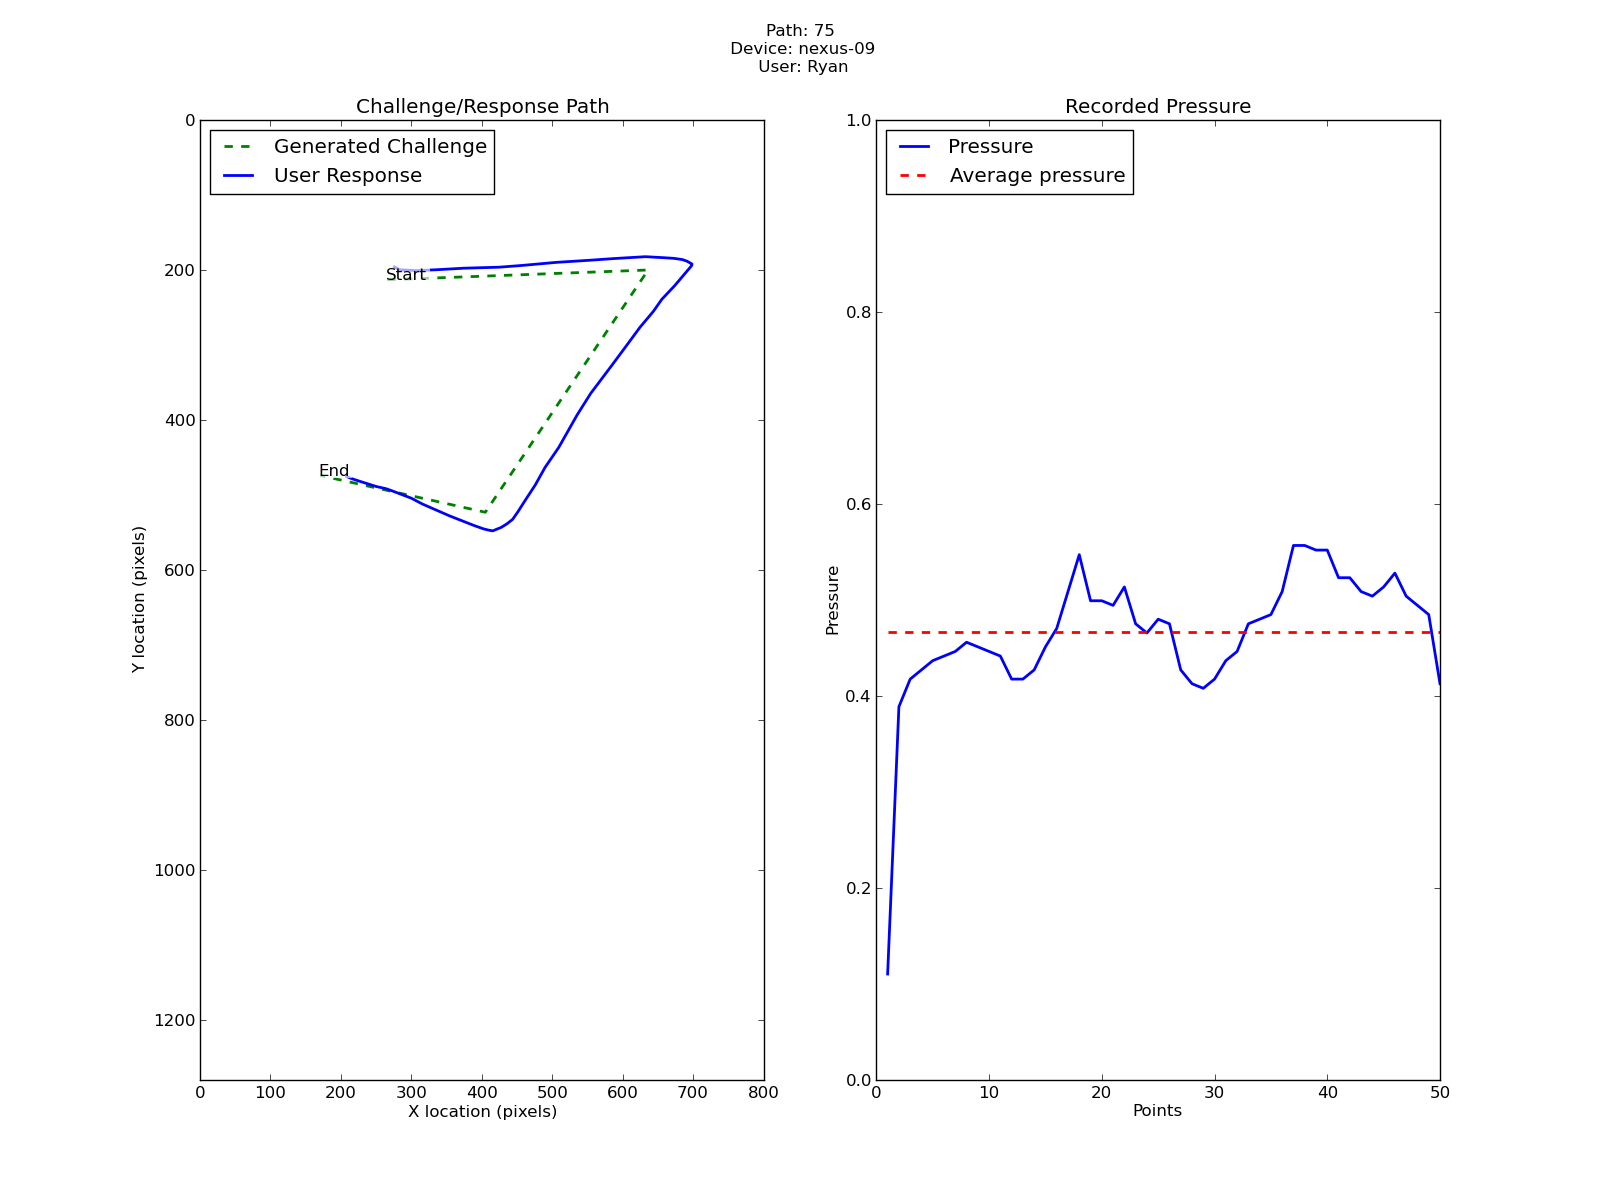 Path: 75
Device: nexus-09
User: Ryan
Challenge/Response Path
Generated Challenge
User Response
Start
End
0
200
400
600
800
1000
1200
Y location (pixels)
0 100 200 300 400 500 600 700 800
X location (pixels)
Recorded Pressure
Pressure
Average pressure
1.0
0.8
0.6
0.4
0.2
0.0
Pressure
0 10 20 30 40 50
Points